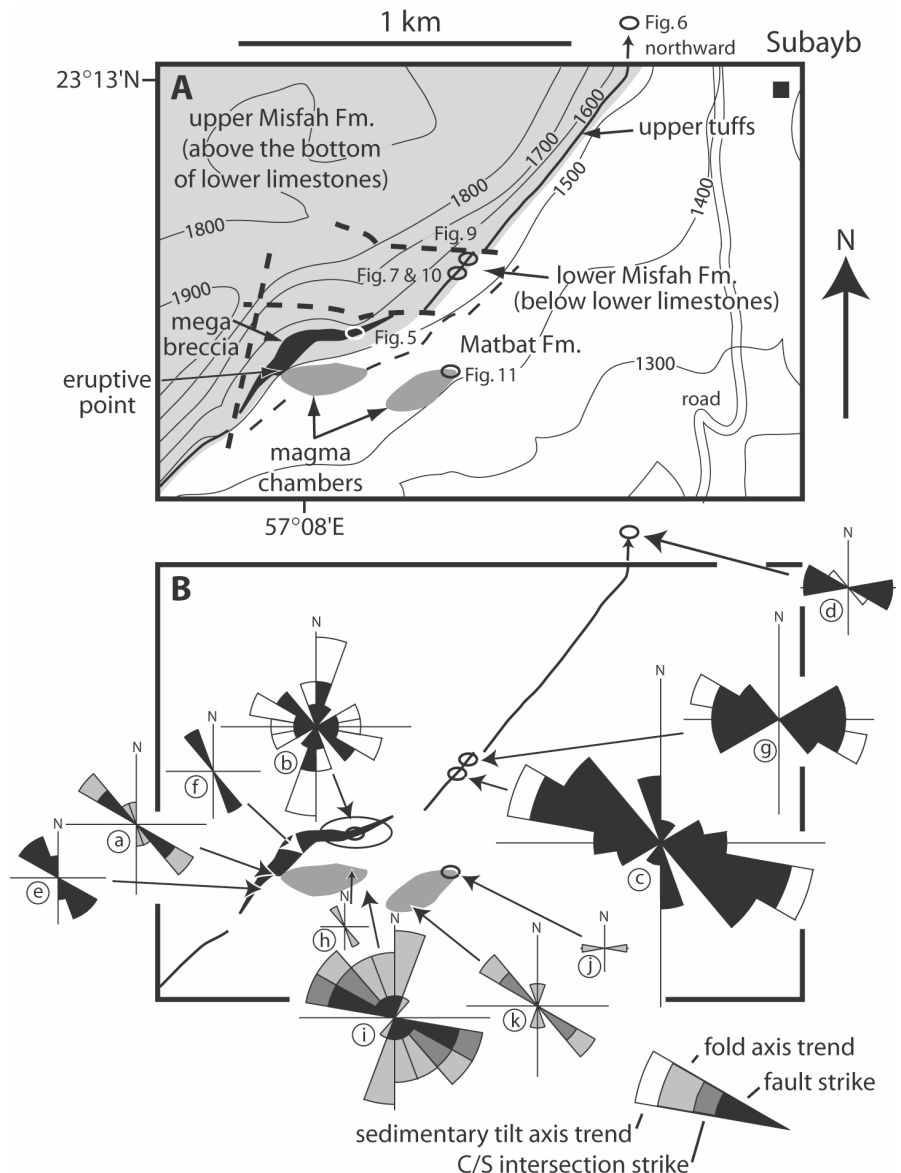 1 km
Fig. 6
northward
Subayb
23°13'N
A
upper Misfah Fm.
(above the bottom
of lower limestones)
1600
1700
1800
1500
upper tuffs
1400
1800
N
Fig. 9
Fig. 7 & 10
lower Misfah Fm.
(below lower limestones)
1900
mega
breccia
Fig. 5
Matbat Fm.
eruptive
point
Fig. 11
1300
road
magma
chambers
57°08'E
B
N
d
N
N
g
N
b
N
f
N
a
N
e
c
N
h
N
j
N
i
N
k
fold axis trend
fault strike
sedimentary tilt axis trend
C/S intersection strike